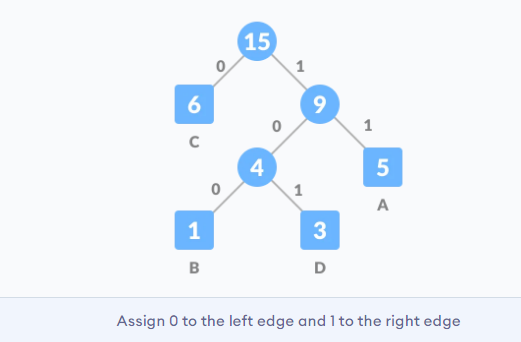 15
0 1
6 9
C
0 1
4 5
A
0 1
1 3
B D
Assign 0 to the left edge and 1 to the right edge